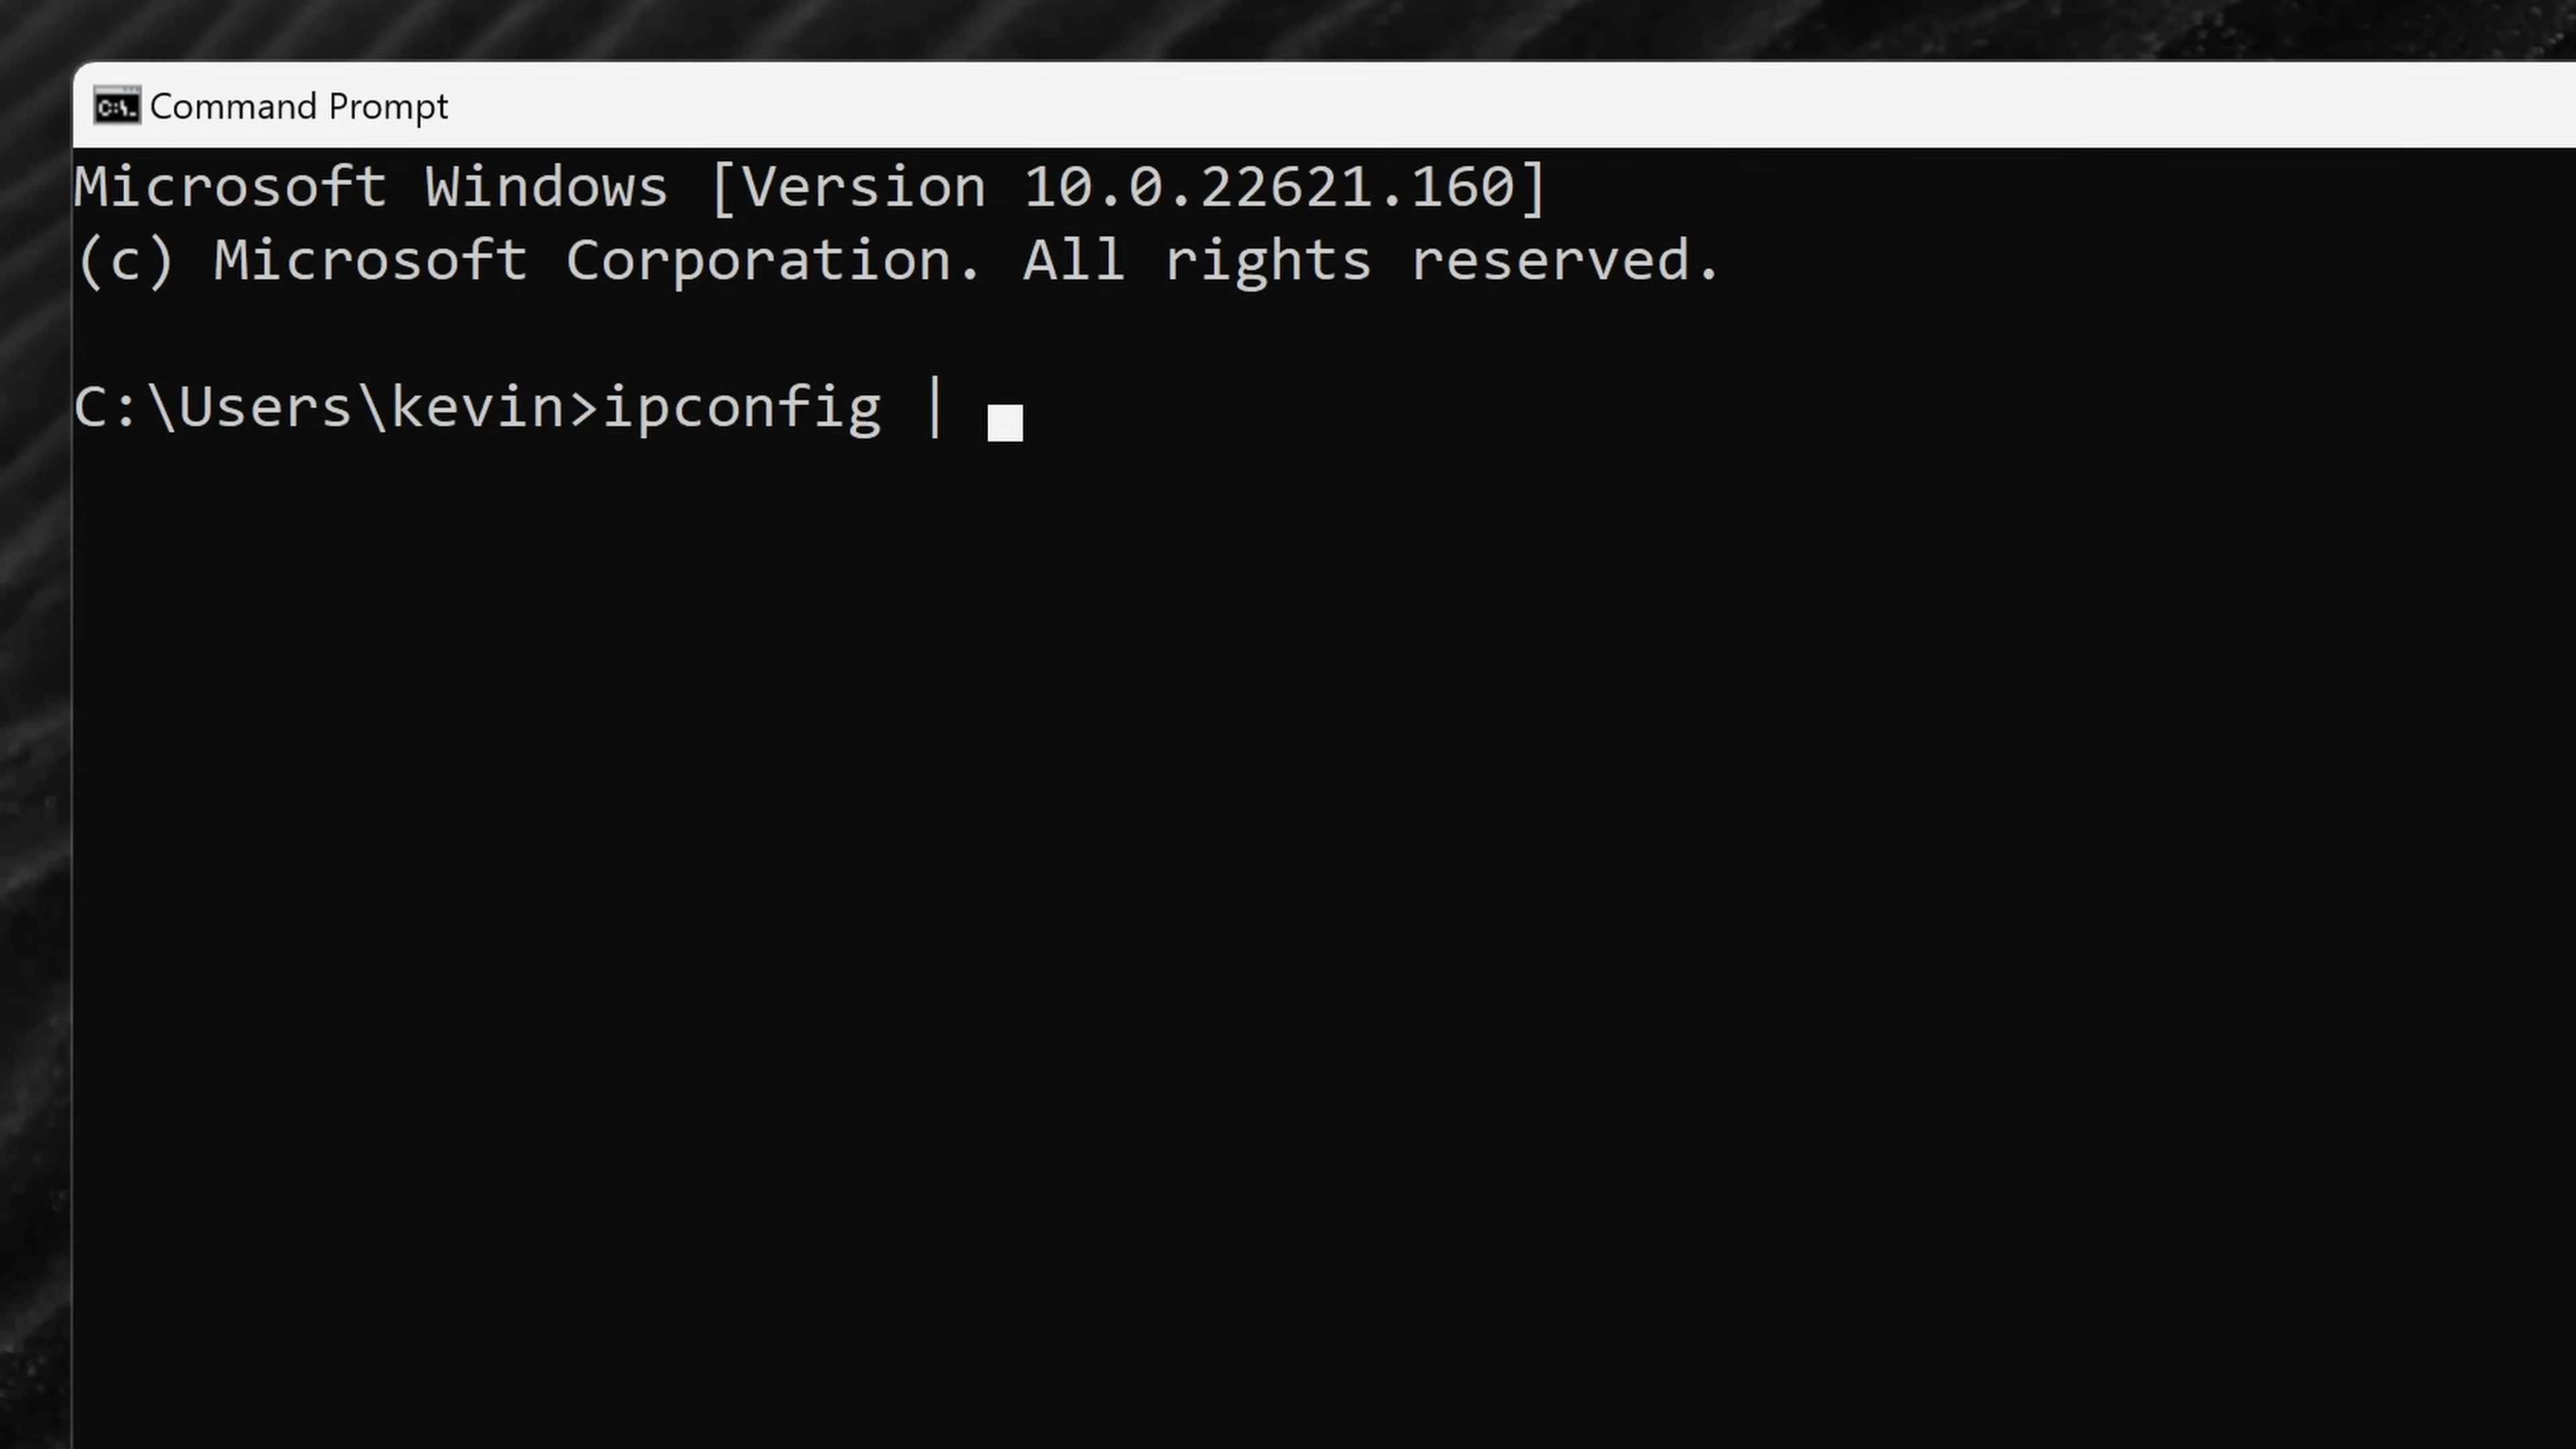 C:\. Command Prompt
Microsoft Windows [Version 10.0.22621.160]
(c) Microsoft Corporation. All rights reserved.
C:\Users\kevin>ipconfig |